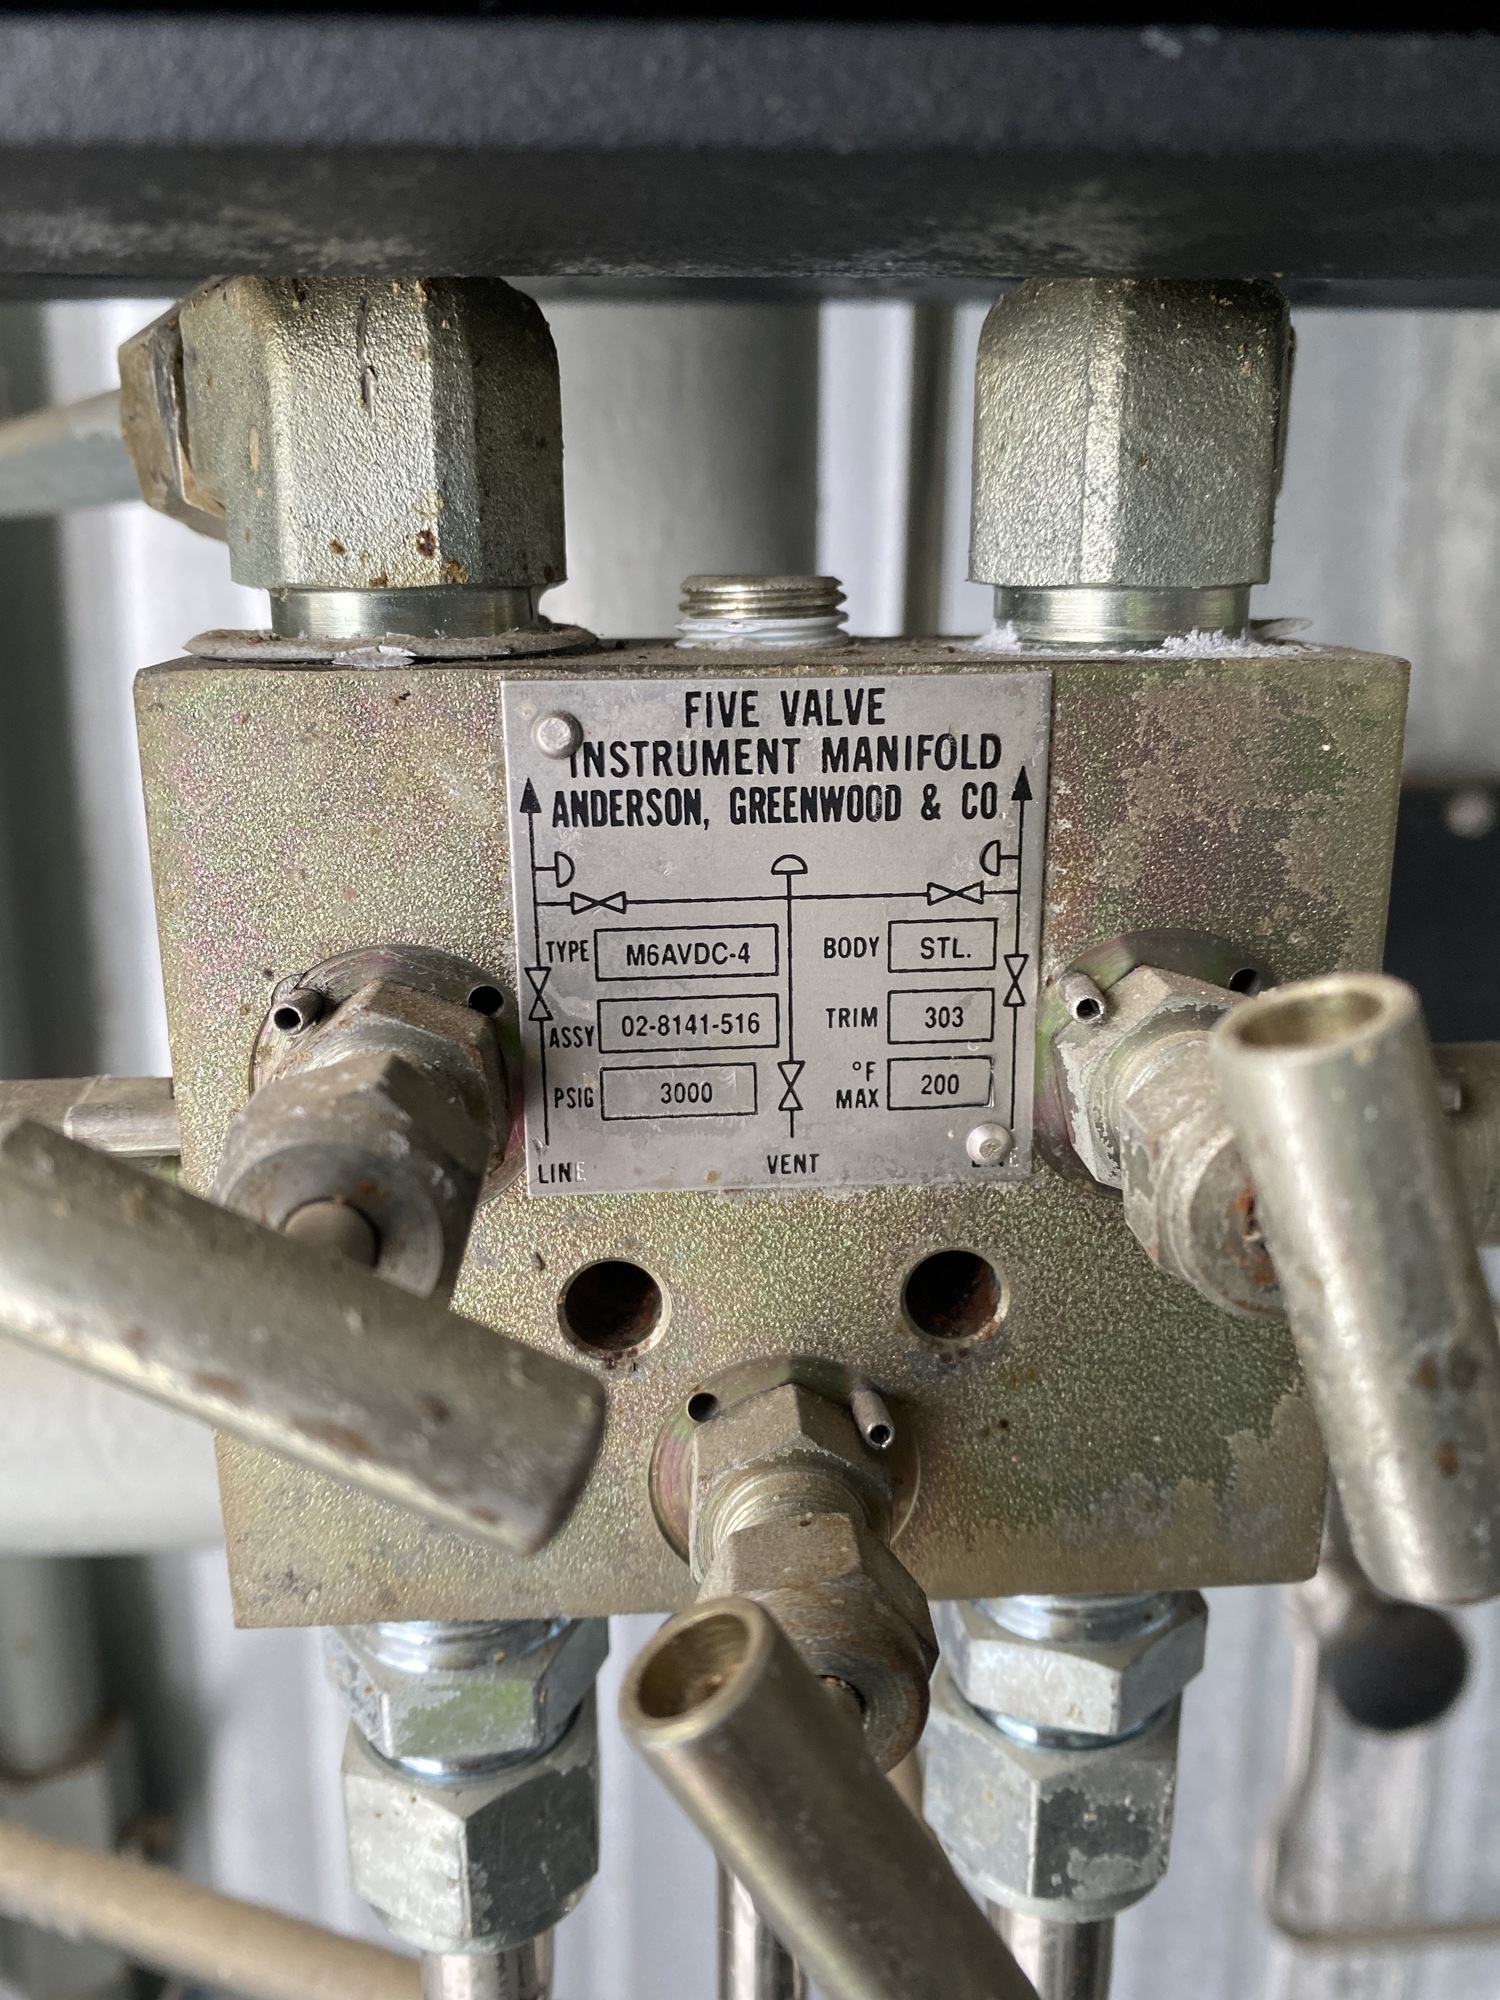 FIVE VALVE
INSTRUMENT MANIFOLD
ANDERSON, GREENWOOD & CO
TYPE M6AVDC-4 BODY STL.
ASSY 02-8141-516 TRIM 303
PSIG 3000 °F MAX 200
LINE VENT LINE